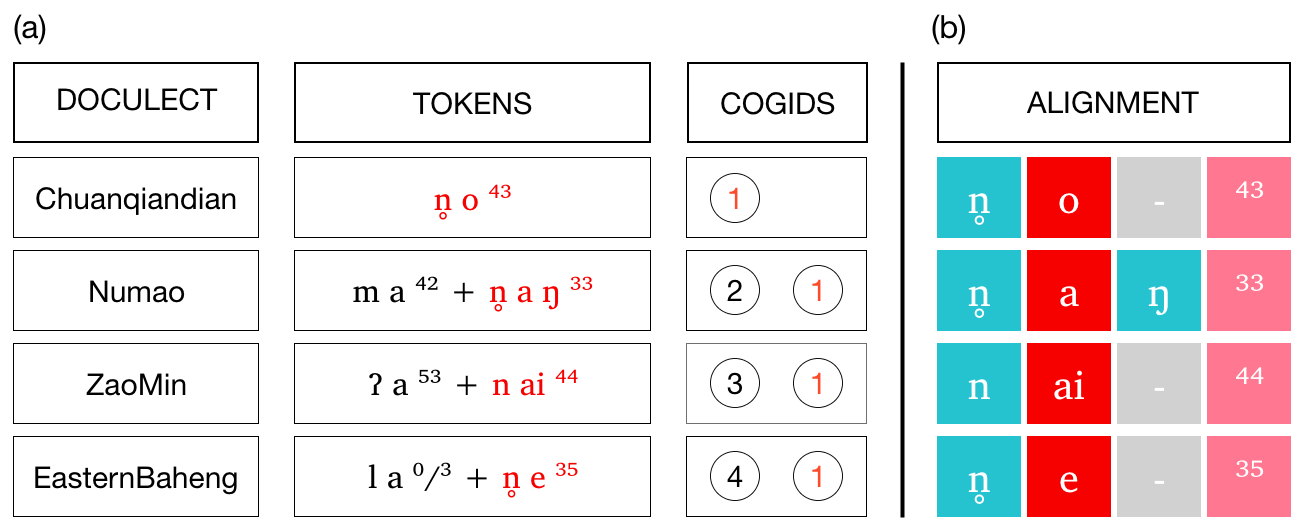 (a) (b)
DOCULECT TOKENS COGIDS ALIGNMENT
Chuanqiandian n̥ o ⁴³ 1 n̥ o - ⁴³
Numao m a ⁴² + n̥ a ŋ ³³ 2 1 n̥ a ŋ ³³
ZaoMin ʔ a ⁵³ + n ai ⁴⁴ 3 1 n ai - ⁴⁴
EasternBaheng l a ⁰/³ + n̥ e ³⁵ 4 1 n̥ e - ³⁵